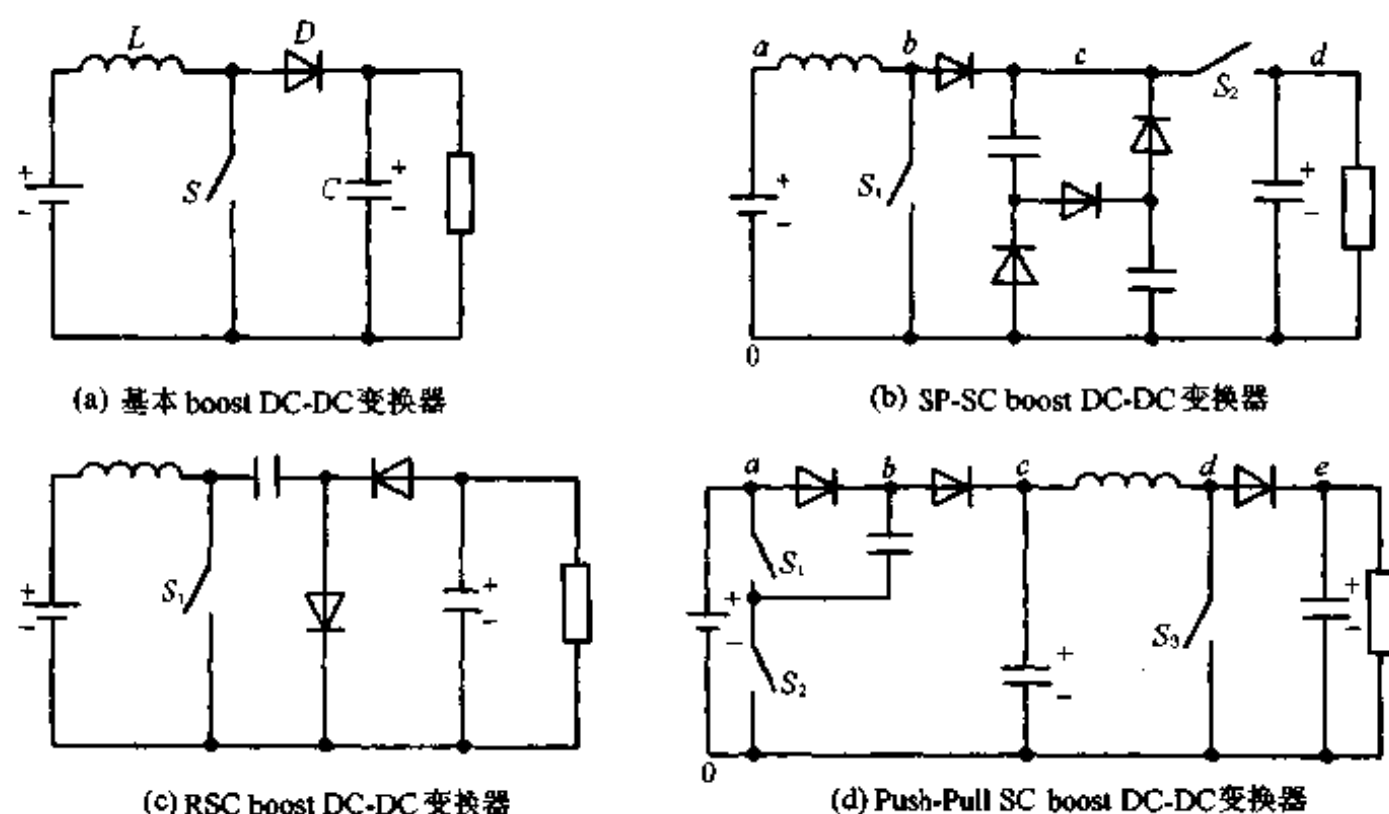 L
D
S
C
+
-
+
-
(a) 基本 boost DC-DC变换器
a
b
c
d
S₁
S₂
+
-
+
-
0
(b) SP-SC boost DC-DC 变换器
S₁
+
-
+
-
(c) RSC boost DC-DC 变换器
a
b
c
d
e
S₁
S₂
S₃
+
-
+
-
+
-
0
(d) Push-Pull SC boost DC-DC变换器